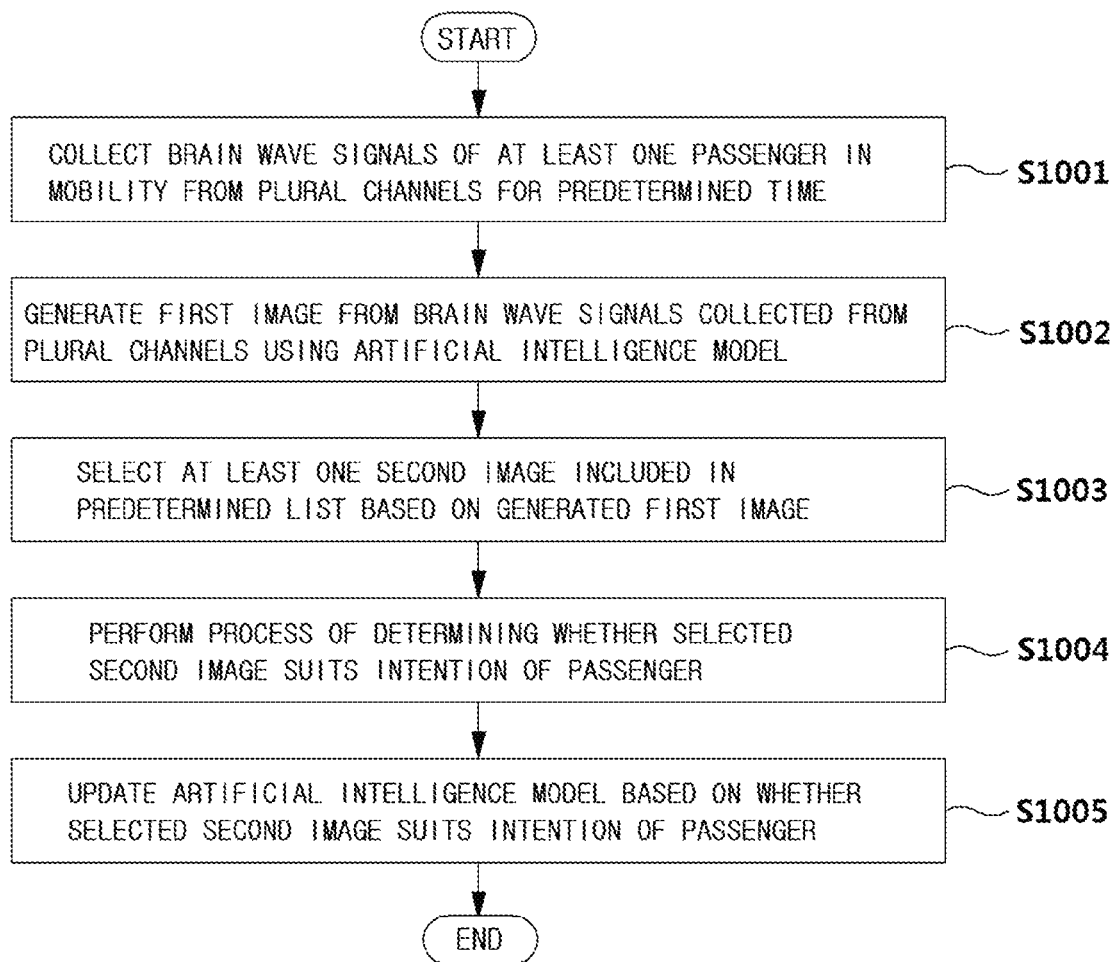 START
COLLECT BRAIN WAVE SIGNALS OF AT LEAST ONE PASSENGER IN
MOBILITY FROM PLURAL CHANNELS FOR PREDETERMINED TIME
S1001
GENERATE FIRST IMAGE FROM BRAIN WAVE SIGNALS COLLECTED FROM
PLURAL CHANNELS USING ARTIFICIAL INTELLIGENCE MODEL
S1002
SELECT AT LEAST ONE SECOND IMAGE INCLUDED IN
PREDETERMINED LIST BASED ON GENERATED FIRST IMAGE
S1003
PERFORM PROCESS OF DETERMINING WHETHER SELECTED
SECOND IMAGE SUITS INTENTION OF PASSENGER
S1004
UPDATE ARTIFICIAL INTELLIGENCE MODEL BASED ON WHETHER
SELECTED SECOND IMAGE SUITS INTENTION OF PASSENGER
S1005
END